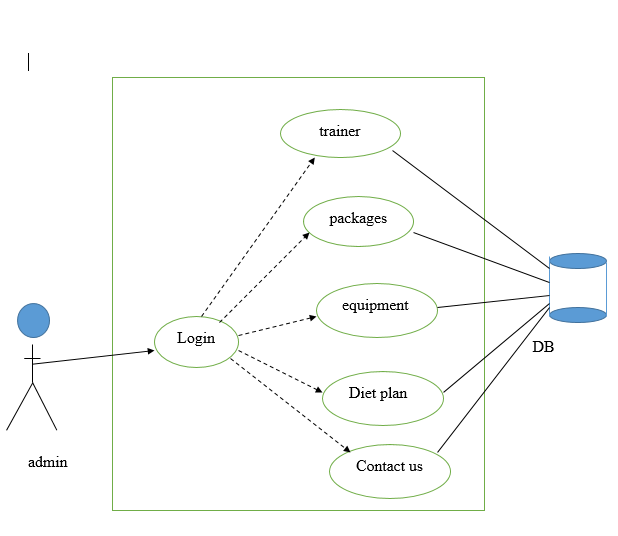 trainer
packages
equipment
Login
DB
Diet plan
admin
Contact us